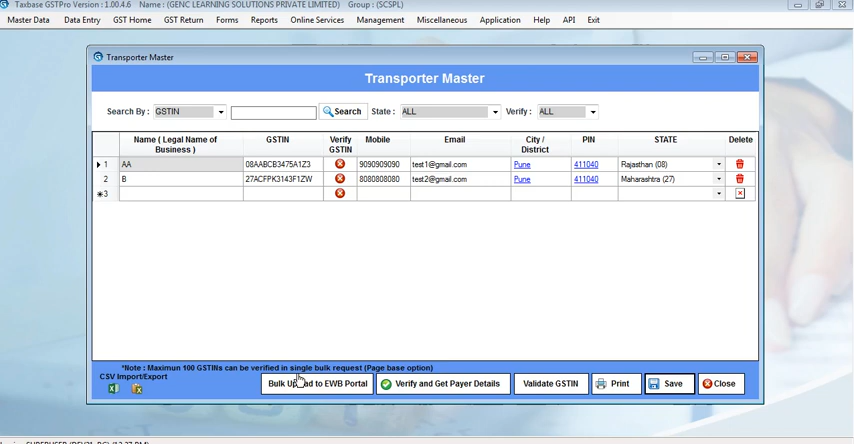 Taxbase GSTPro Version : 1.00.4.6 Name : (GENC LEARNING SOLUTIONS PRIVATE LIMITED) Group : (SCSPL)
Master Data Data Entry GST Home GST Return Forms Reports Online Services Management Miscellaneous Application Help API Exit
Transporter Master
Transporter Master
Search By : GSTIN Search State : ALL Verify : ALL
Name ( Legal Name of Business ) GSTIN Verify GSTIN Mobile Email City / District PIN STATE Delete
1 AA 08AABCB3475A1Z3 9090909090 test1@gmail.com Pune 411040 Rajasthan (08)
2 B 27ACFPK3143F1ZW 8080808080 test2@gmail.com Pune 411040 Maharashtra (27)
3
*Note : Maximun 100 GSTINs can be verified in single bulk request (Page base option)
CSV Import/Export
Bulk Upload to EWB Portal Verify and Get Payer Details Validate GSTIN Print Save Close